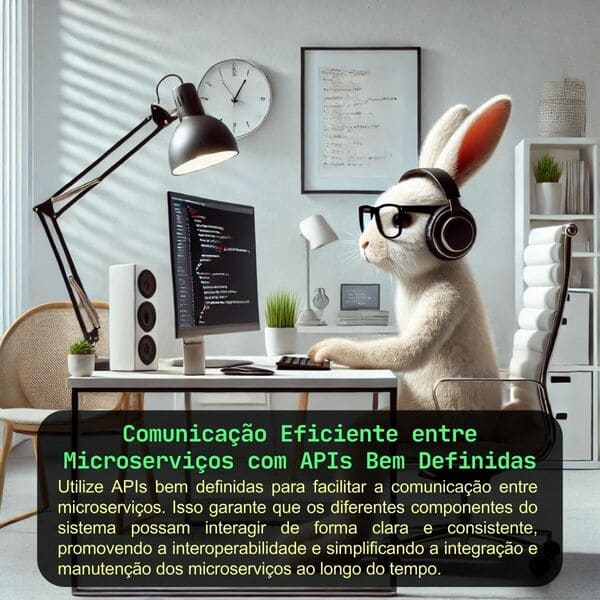 Comunicação Eficiente entre
Microserviços com APIs Bem Definidas
Utilize APIs bem definidas para facilitar a comunicação entre
microserviços. Isso garante que os diferentes componentes do
sistema possam interagir de forma clara e consistente,
promovendo a interoperabilidade e simplificando a integração e
manutenção dos microserviços ao longo do tempo.